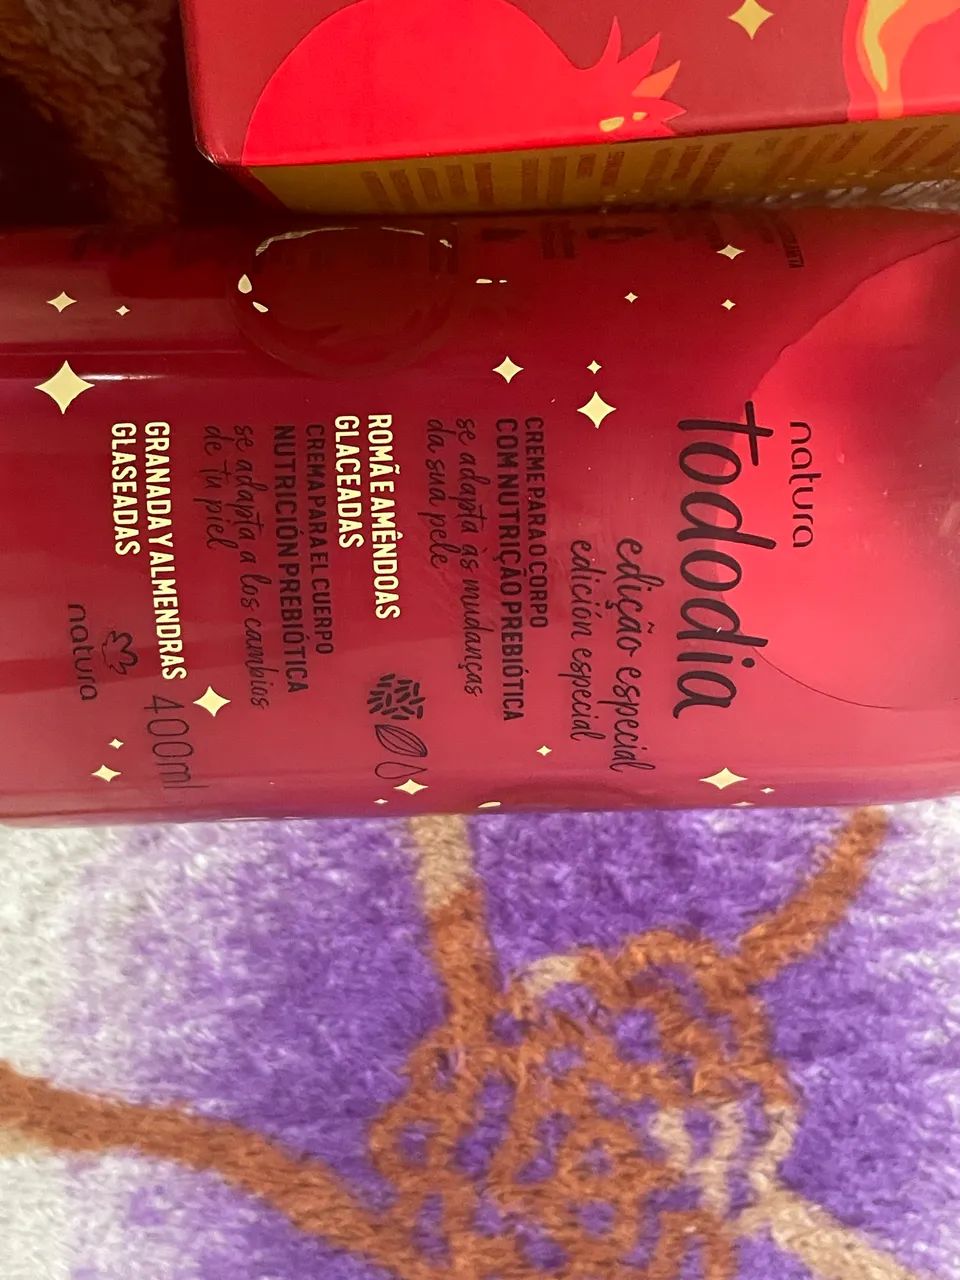 natura
tododia
edição especial
edición especial
CREME PARA O CORPO
COM NUTRIÇÃO PREBIÓTICA
se adapta às mudanças
da sua pele
ROMÃ E AMÊNDOAS
GLACEADAS
CREMA PARA EL CUERPO
NUTRICIÓN PREBIÓTICA
se adapta a los cambios
de tu piel
GRANADA Y ALMENDRAS
GLASEADAS
400ml
natura